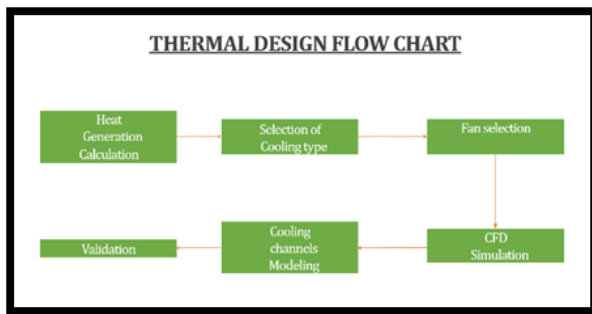 THERMAL DESIGN FLOW CHART
Heat
Generation
Calculation
Selection of
Cooling type
Fan selection
CFD
Simulation
Cooling
channels
Modeling
Validation